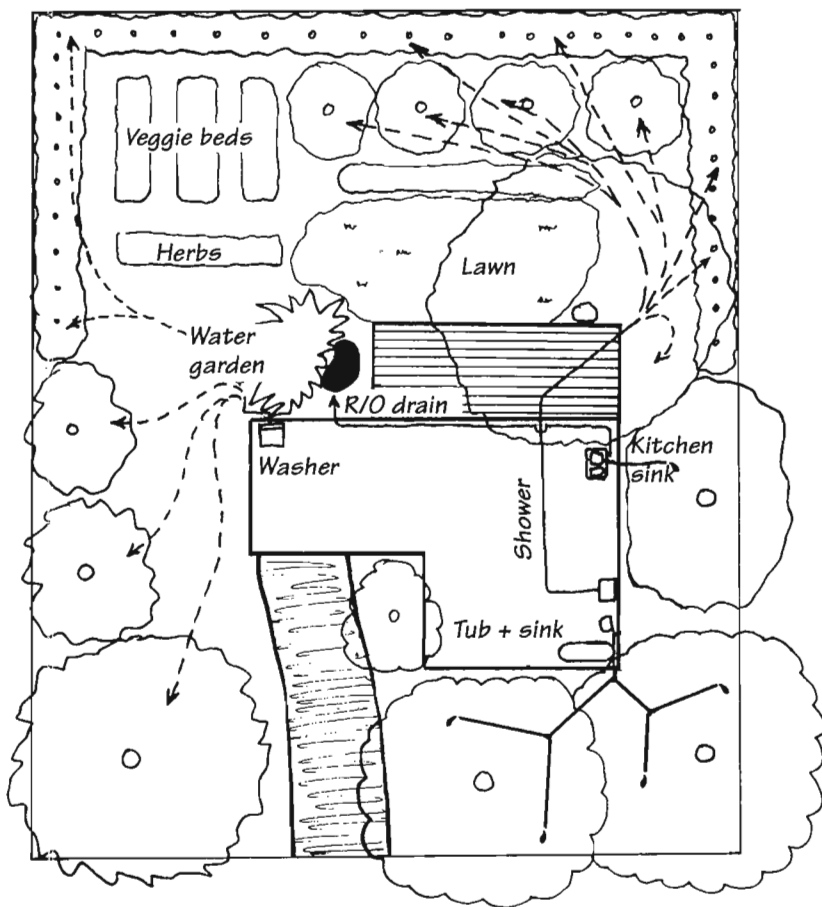 Veggie beds
Herbs
Lawn
Water
garden
R/O drain
Washer
Kitchen
sink
Shower
Tub + sink